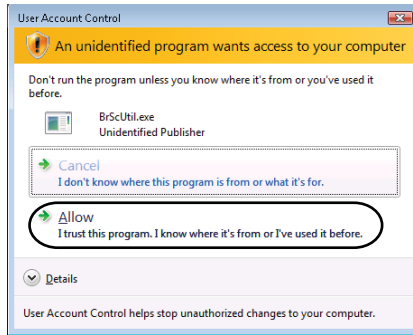 User Account Control
An unidentified program wants access to your computer
Don't run the program unless you know where it's from or you've used it
before.
BrScUtil.exe
Unidentified Publisher
Cancel
I don't know where this program is from or what it's for.
Allow
I trust this program. I know where it's from or I've used it before.
Details
User Account Control helps stop unauthorized changes to your computer.